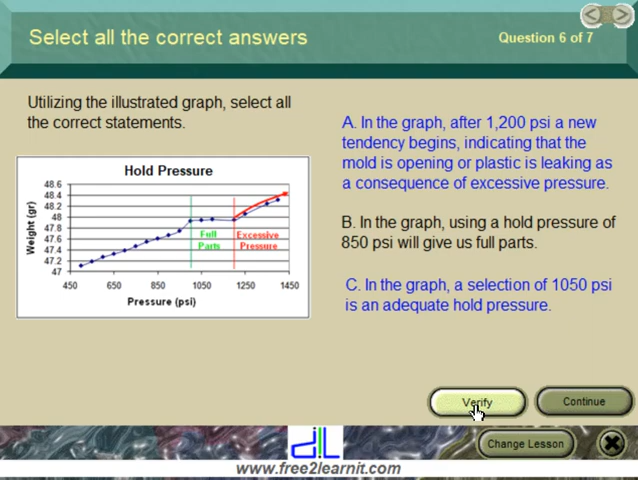 Select all the correct answers
Question 6 of 7
Utilizing the illustrated graph, select all
the correct statements.
Hold Pressure
Weight (gr)
48.6
48.4
48.2
48
47.8
47.6
47.4
47.2
47
Full
Parts
Excessive
Pressure
450 650 850 1050 1250 1450
Pressure (psi)
A. In the graph, after 1,200 psi a new
tendency begins, indicating that the
mold is opening or plastic is leaking as
a consequence of excessive pressure.
B. In the graph, using a hold pressure of
850 psi will give us full parts.
C. In the graph, a selection of 1050 psi
is an adequate hold pressure.
Verify
Continue
Change Lesson
www.free2learnit.com